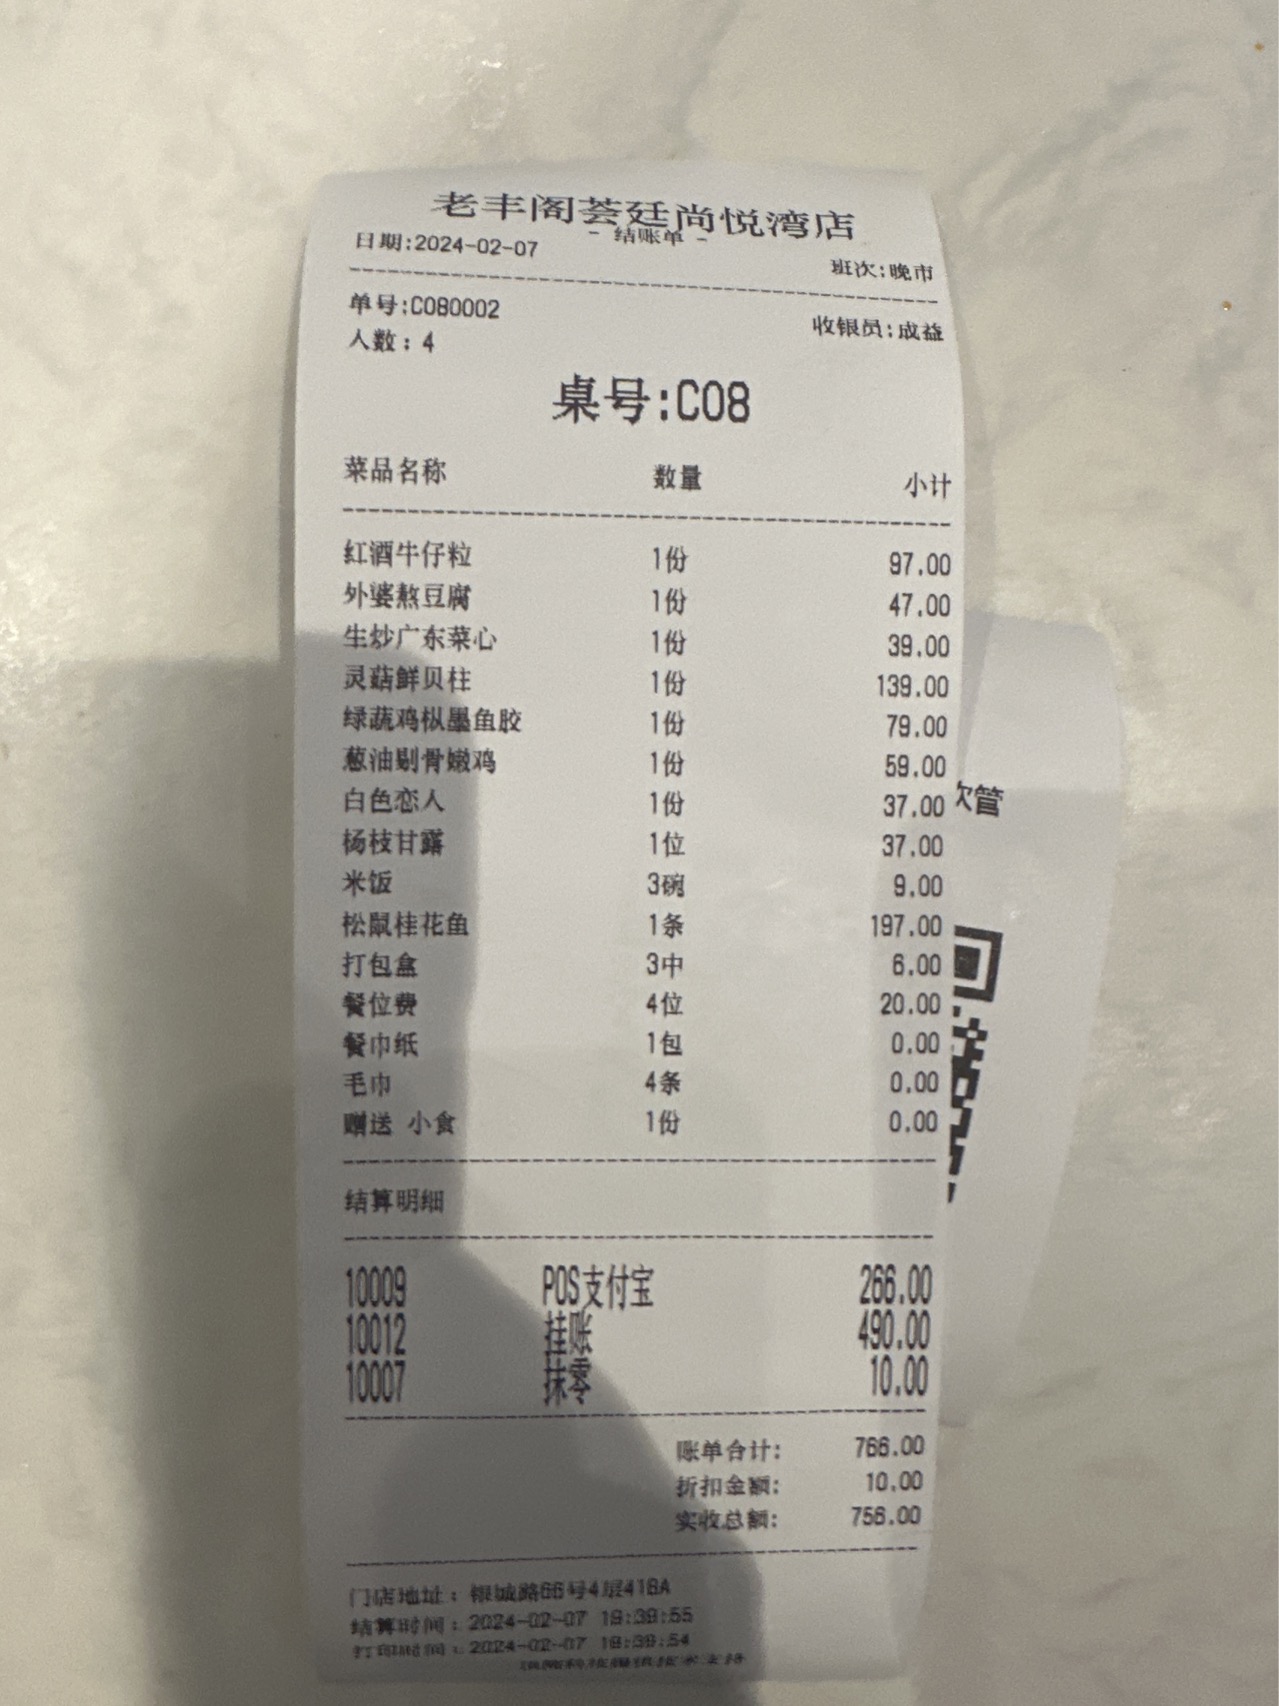 老丰阁荟廷尚悦湾店
- 结账单 -
日期:2024-02-07 班次:晚市
单号:C080002 收银员:成益
人数:4
桌号:C08
菜品名称 数量 小计
红酒牛仔粒 1份 97.00
外婆熬豆腐 1份 47.00
生炒广东菜心 1份 39.00
灵菇鲜贝柱 1份 139.00
绿蔬鸡枞墨鱼胶 1份 79.00
葱油剔骨嫩鸡 1份 59.00
白色恋人 1份 37.00
杨枝甘露 1位 37.00
米饭 3碗 9.00
松鼠桂花鱼 1条 197.00
打包盒 3中 6.00
餐位费 4位 20.00
餐巾纸 1包 0.00
毛巾 4条 0.00
赠送 小食 1份 0.00
结算明细
10009 POS支付宝 266.00
10012 挂账 490.00
10007 抹零 10.00
账单合计: 766.00
折扣金额: 10.00
实收总额: 756.00
门店地址:银城路66号4层418A
结算时间:2024-02-07 19:39:55
2024-02-07 19:39:54
管